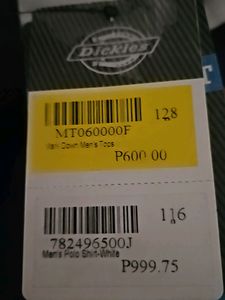 Dickies
T
128
MT060000F
Mark Down Men's Tops
P600.00
116
782496500J
Men's Polo Shirt-White
P999.75